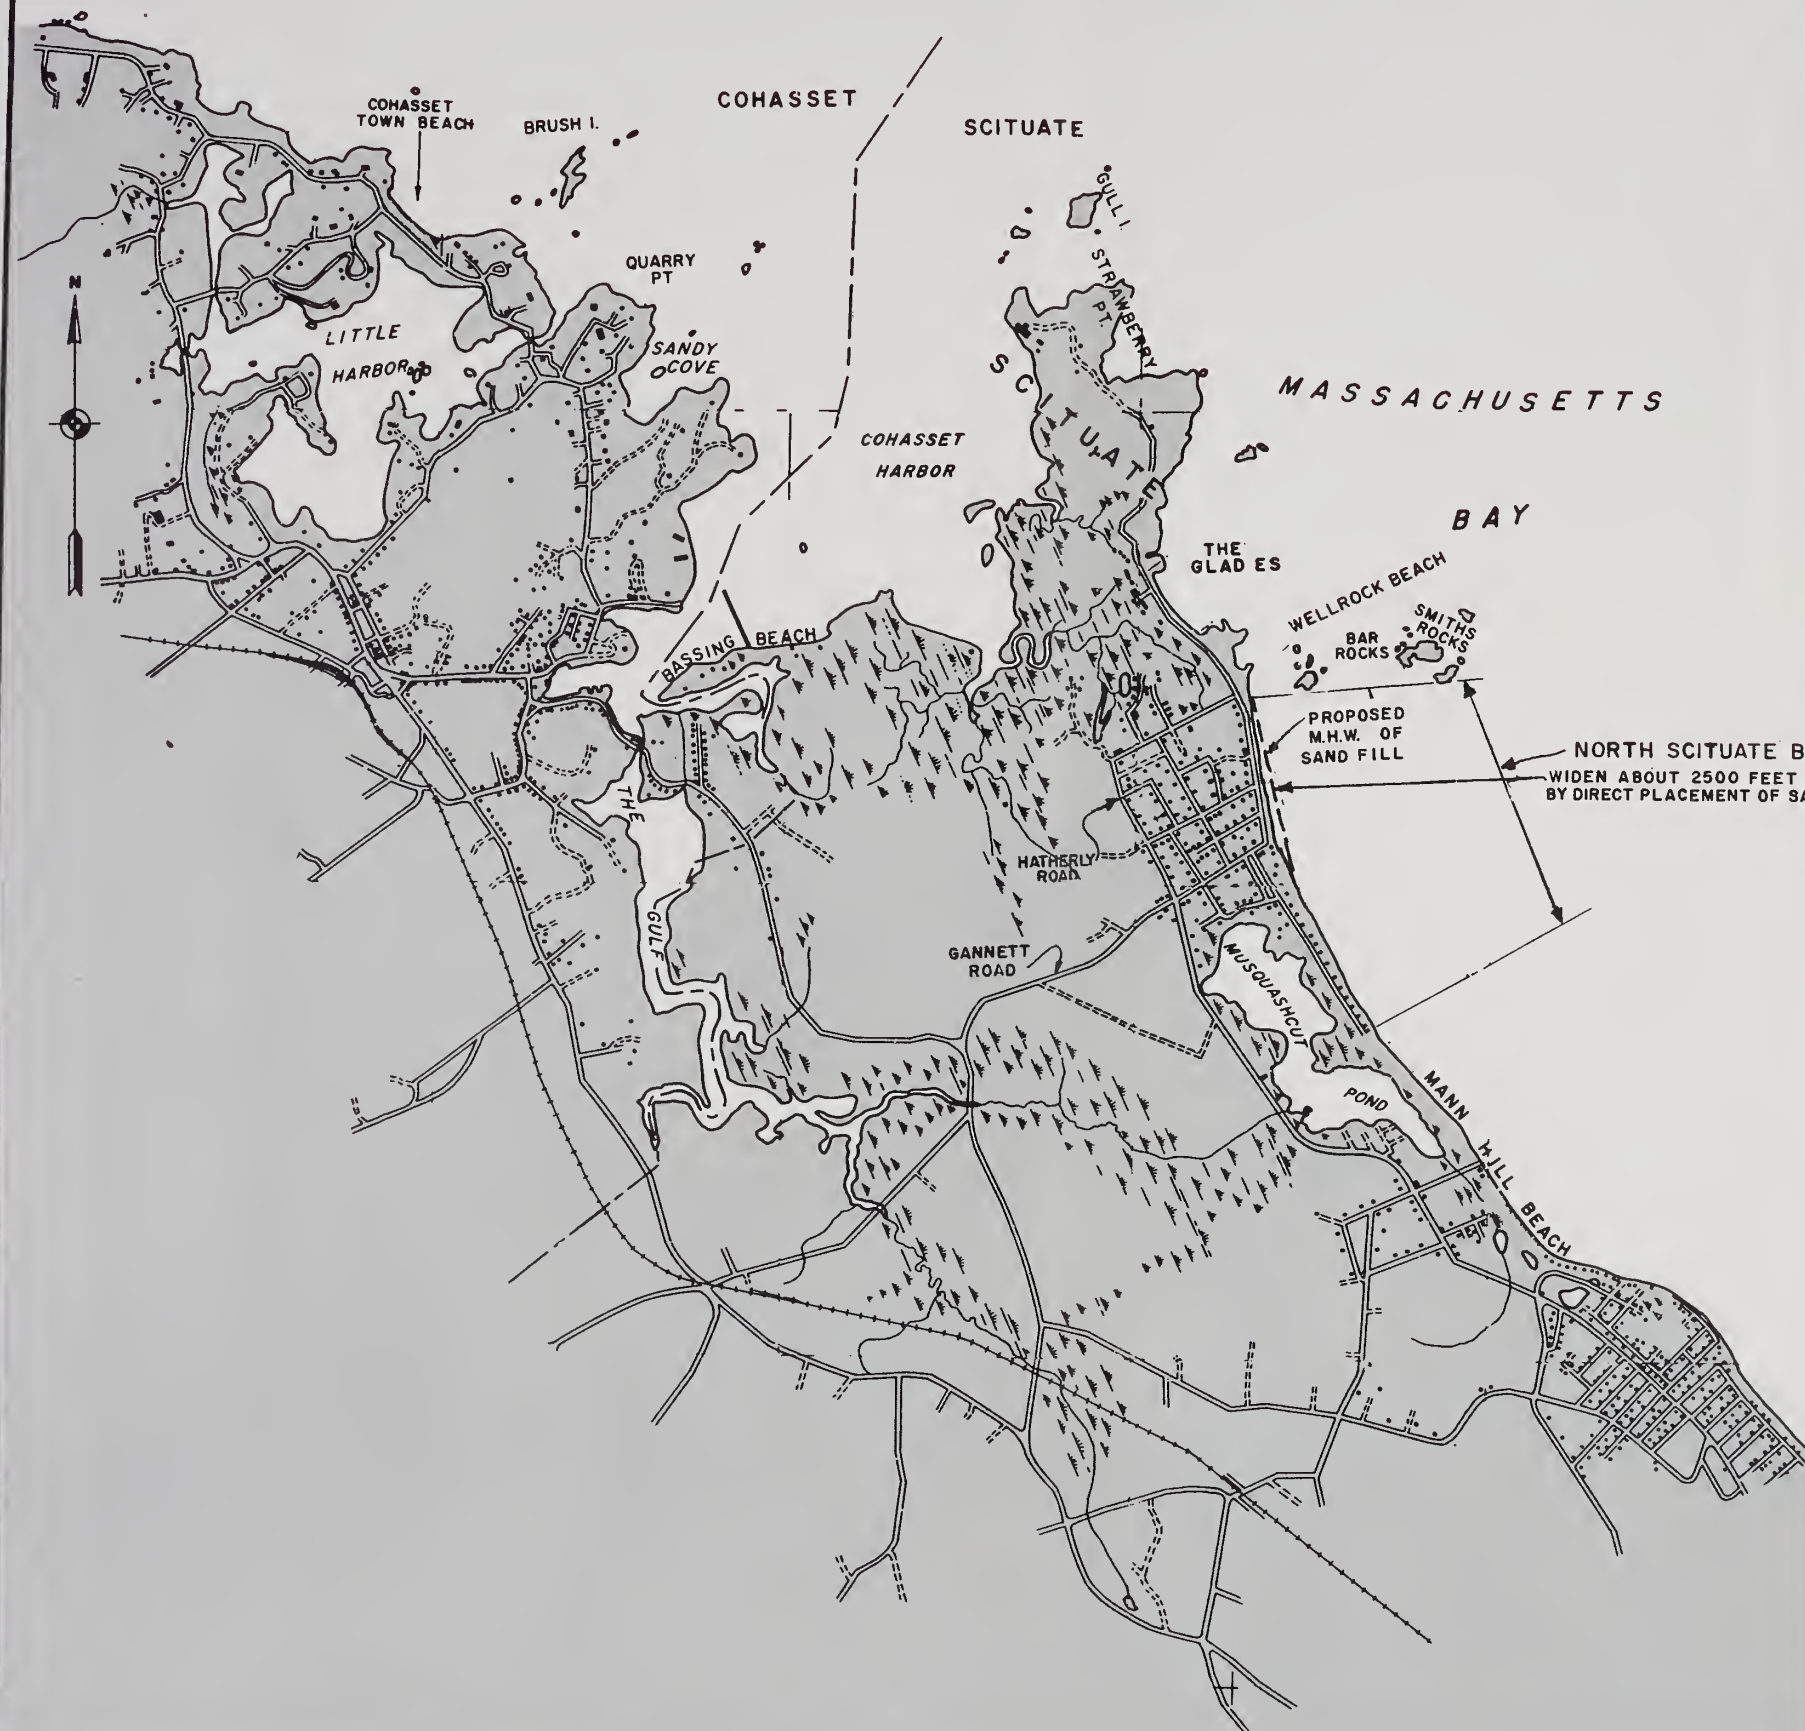 COHASSET
SCITUATE
COHASSET
TOWN BEACH
BRUSH I.
GULL I.
QUARRY
PT
STRAWBERRY
PT.
N
LITTLE
HARBOR
SANDY
COVE
SCITUATE
MASSACHUSETTS
BAY
COHASSET
HARBOR
THE
GLADES
WELLROCK BEACH
SMITHS
ROCKS
BAR
ROCKS
BASSING BEACH
PROPOSED
M.H.W. OF
SAND FILL
NORTH SCITUATE B
WIDEN ABOUT 2500 FEET
BY DIRECT PLACEMENT OF SA
THE
GULF
HATHERLY
ROAD
GANNETT
ROAD
MUSQUASHCUT
POND
MANN HILL BEACH